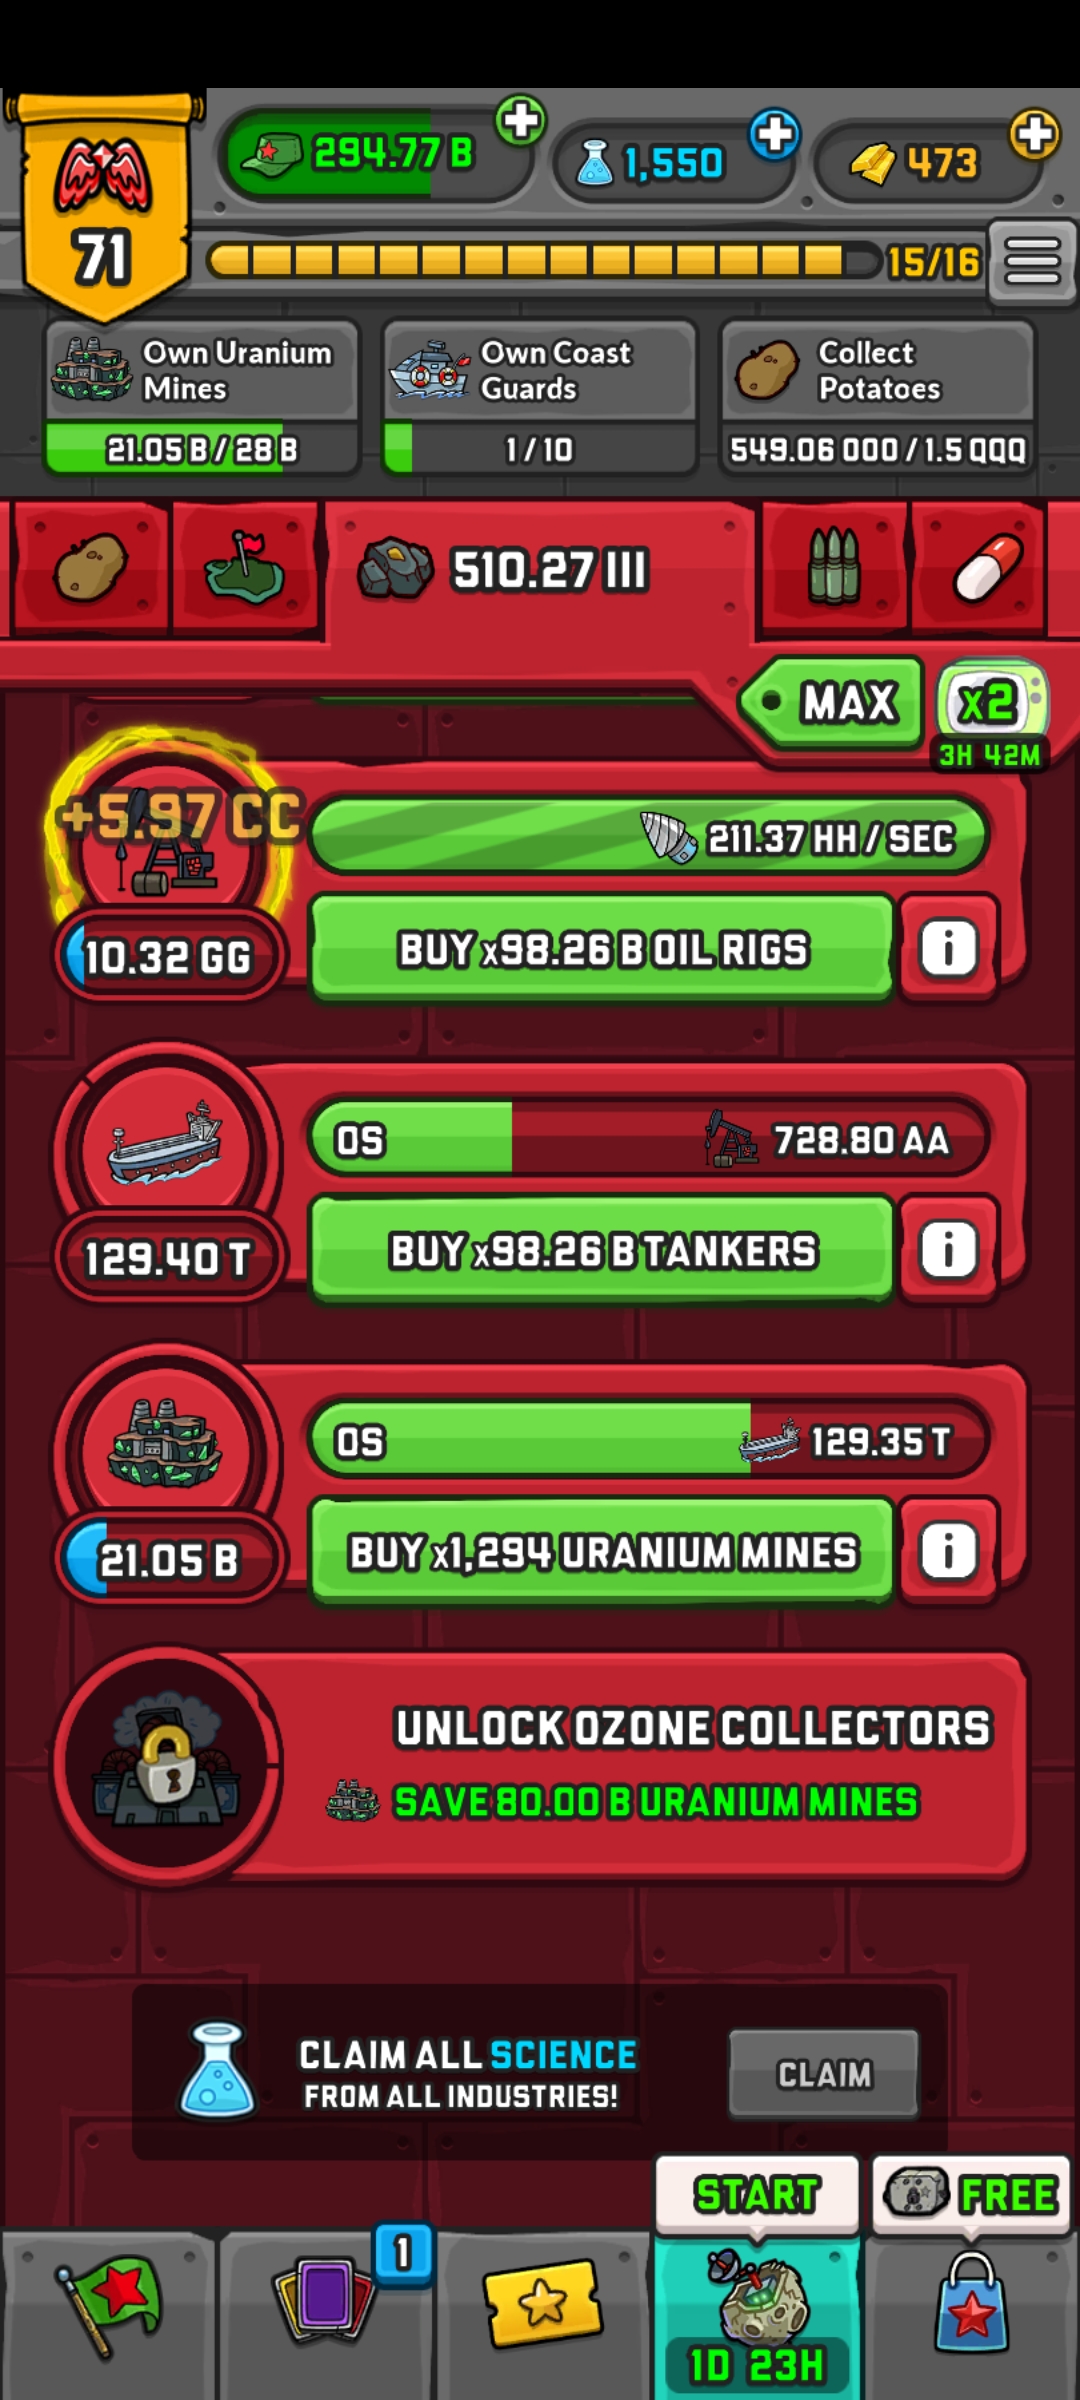 294.77 B
1,550
473
71
15/16
Own Uranium
Mines
21.05 B / 28 B
Own Coast
Guards
1 / 10
Collect
Potatoes
549.06 OOO / 1.5 QQQ
510.27 III
MAX
x2
3H 42M
+5.97 CC
211.37 HH / SEC
10.32 GG
BUY x98.26 B OIL RIGS
i
0S
728.80 AA
129.40 T
BUY x98.26 B TANKERS
i
0S
129.35 T
21.05 B
BUY x1,294 URANIUM MINES
i
UNLOCK OZONE COLLECTORS
SAVE 80.00 B URANIUM MINES
CLAIM ALL SCIENCE
FROM ALL INDUSTRIES!
CLAIM
START
FREE
1
1D 23H